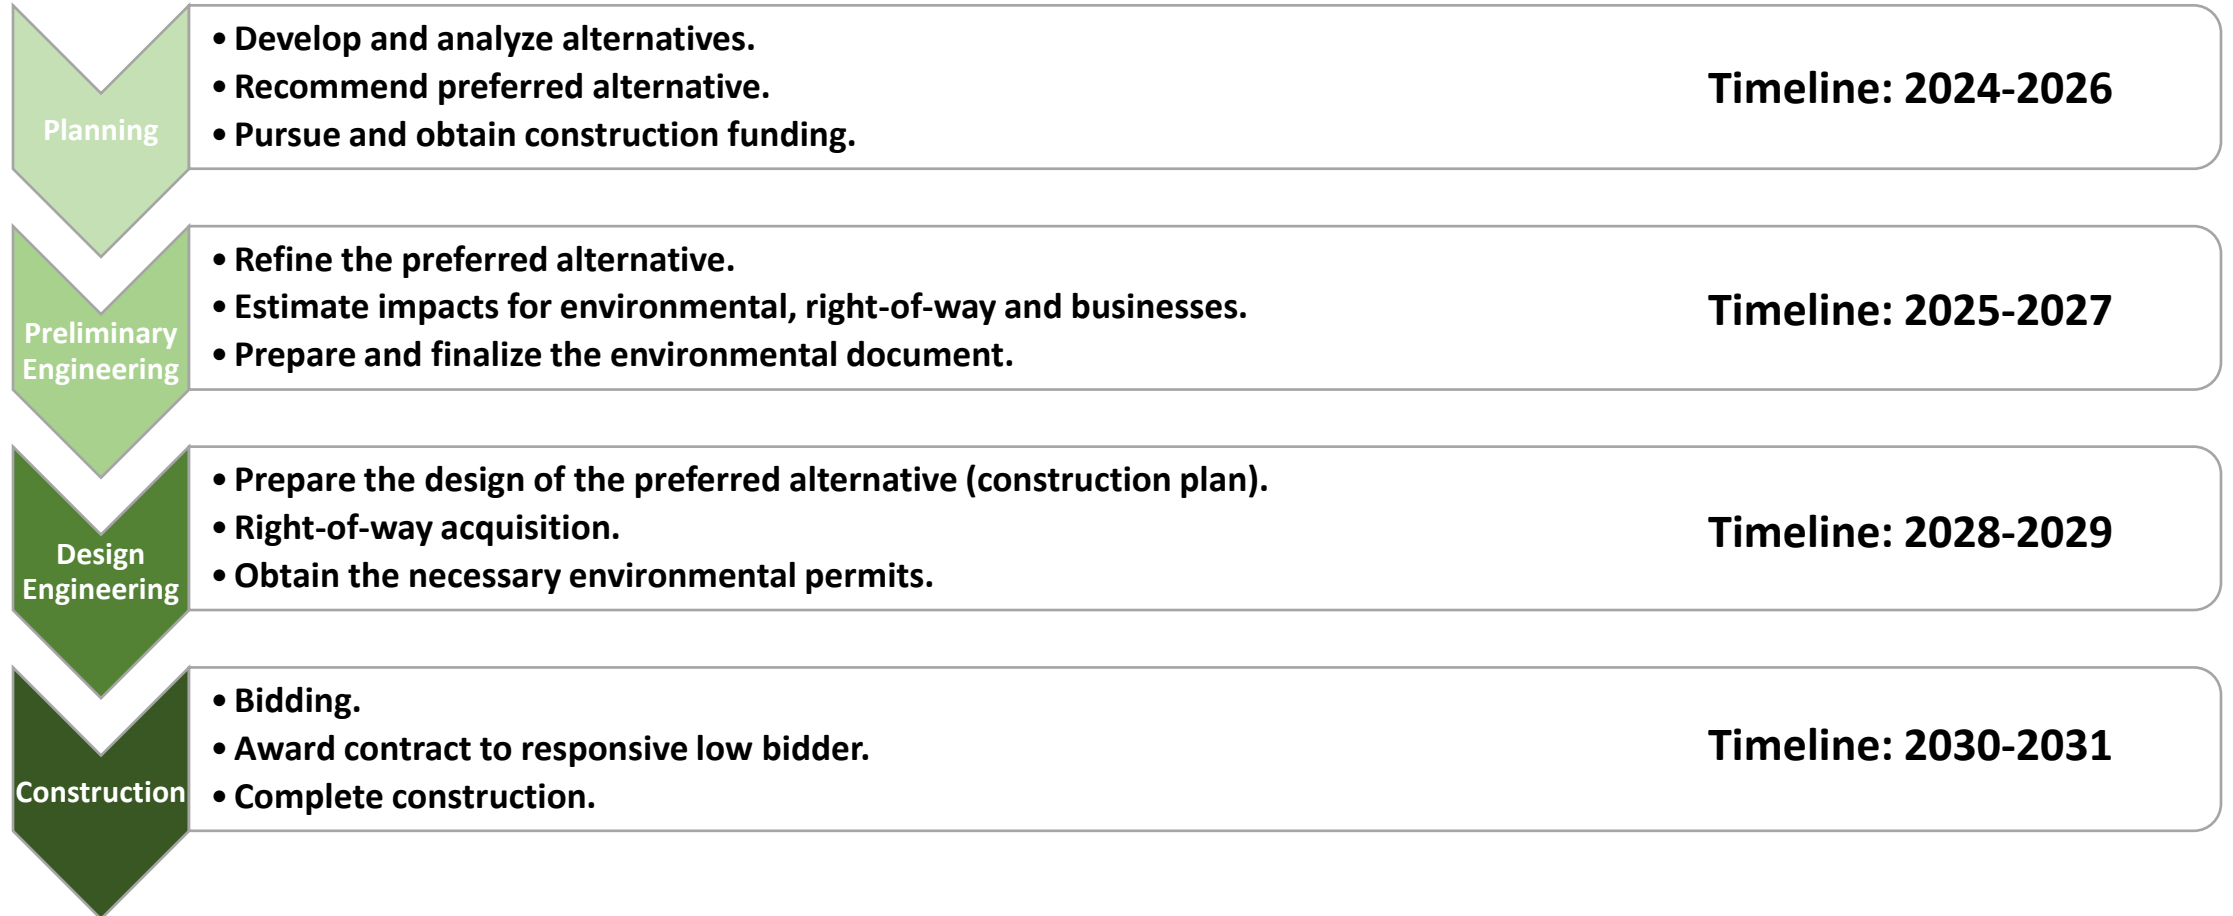 Planning
• Develop and analyze alternatives.
• Recommend preferred alternative.
• Pursue and obtain construction funding.
Timeline: 2024-2026
Preliminary
Engineering
• Refine the preferred alternative.
• Estimate impacts for environmental, right-of-way and businesses.
• Prepare and finalize the environmental document.
Timeline: 2025-2027
Design
Engineering
• Prepare the design of the preferred alternative (construction plan).
• Right-of-way acquisition.
• Obtain the necessary environmental permits.
Timeline: 2028-2029
Construction
• Bidding.
• Award contract to responsive low bidder.
• Complete construction.
Timeline: 2030-2031